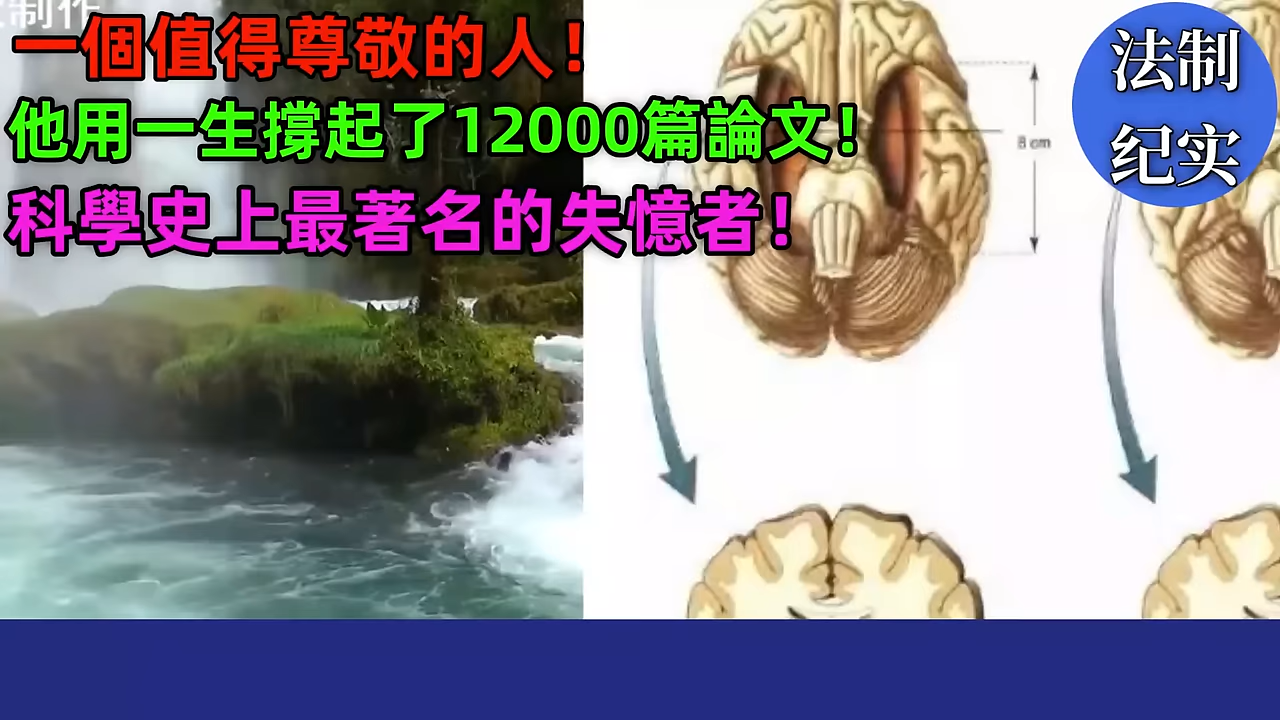 制作
一個值得尊敬的人！
他用一生撐起了12000篇論文！
科學史上最著名的失憶者！
8 cm
法制
纪实